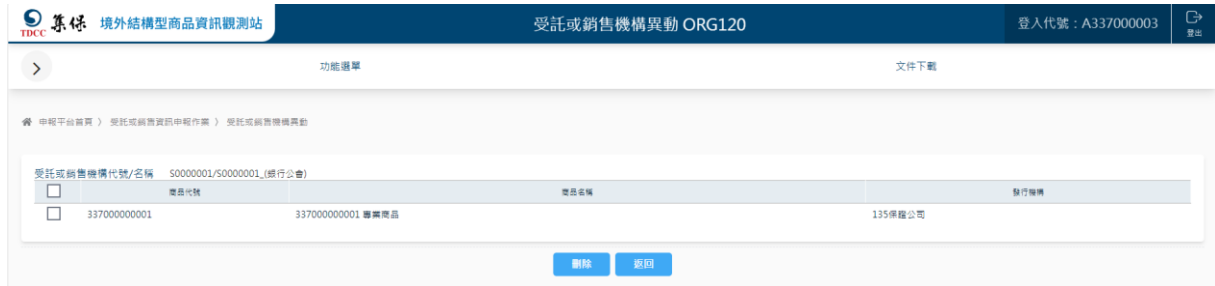 TDCC 集保 境外結構型商品資訊觀測站 受託或銷售機構異動 ORG120 登入代號：A337000003 登出
功能選單 文件下載
申報平台首頁 〉 受託或銷售資訊申報作業 〉 受託或銷售機構異動
受託或銷售機構代號/名稱 S0000001/S0000001_(銀行公會)
商品代號 商品名稱 發行機構
337000000001 337000000001 專業商品 135保證公司
刪除 返回